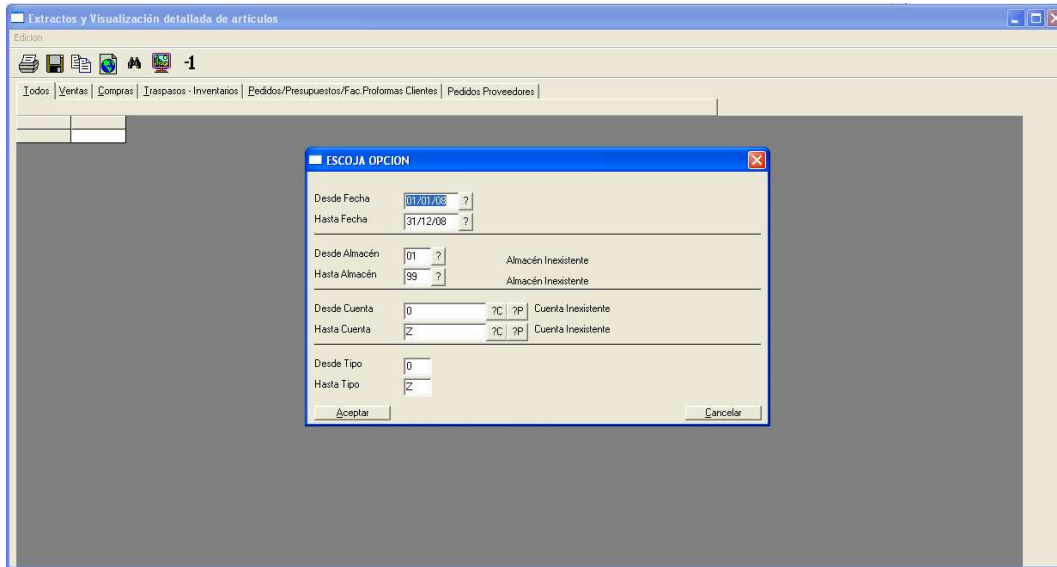 Extractos y Visualización detallada de artículos
Edicion
-1
Todos Ventas Compras Traspasos - Inventarios Pedidos/Presupuestos/Fac.Proformas Clientes Pedidos Proveedores
ESCOJA OPCION
Desde Fecha 01/01/08 ?
Hasta Fecha 31/12/08 ?
Desde Almacén 01 ? Almacén Inexistente
Hasta Almacén 99 ? Almacén Inexistente
Desde Cuenta 0 ?C ?P Cuenta Inexistente
Hasta Cuenta Z ?C ?P Cuenta Inexistente
Desde Tipo 0
Hasta Tipo Z
Aceptar Cancelar